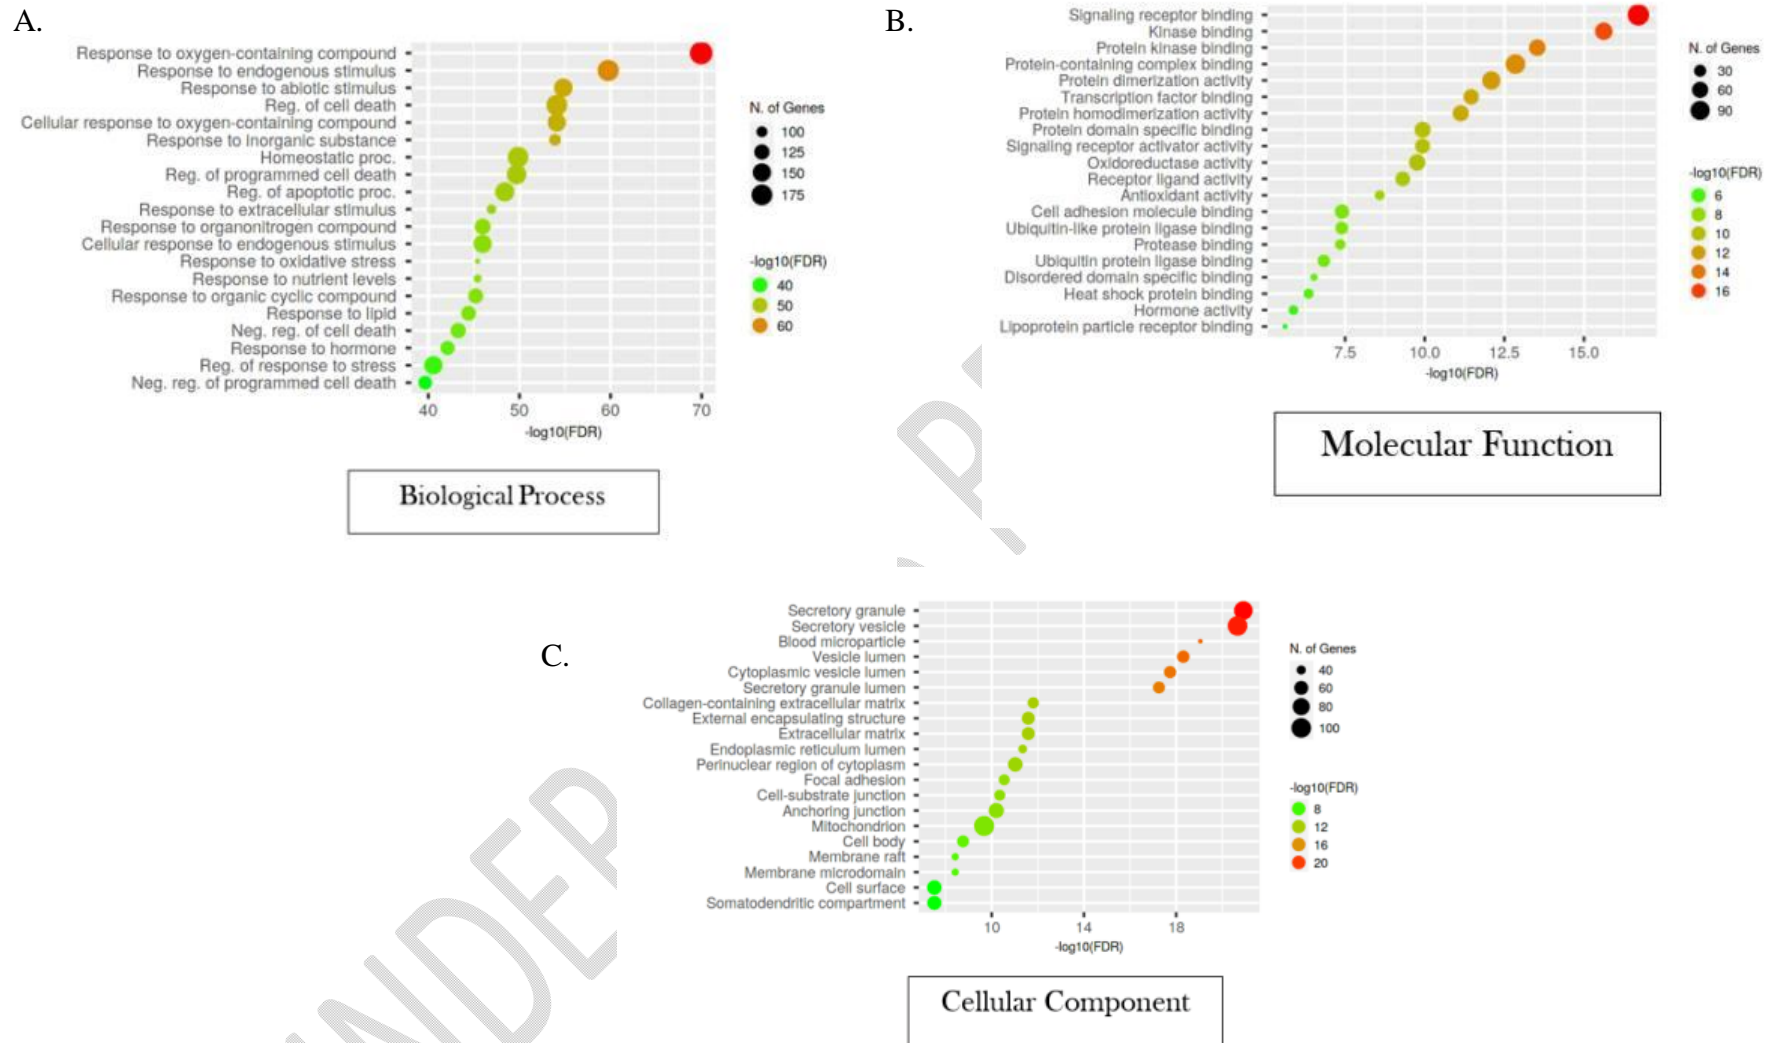 A.
Response to oxygen-containing compound
Response to endogenous stimulus
Response to abiotic stimulus
Reg. of cell death
Cellular response to oxygen-containing compound
Response to inorganic substance
Homeostatic proc.
Reg. of programmed cell death
Reg. of apoptotic proc.
Response to extracellular stimulus
Response to organonitrogen compound
Cellular response to endogenous stimulus
Response to oxidative stress
Response to nutrient levels
Response to organic cyclic compound
Response to lipid
Neg. reg. of cell death
Response to hormone
Reg. of response to stress
Neg. reg. of programmed cell death
40 50 60 70
-log10(FDR)
N. of Genes
100
125
150
175
-log10(FDR)
40
50
60
Biological Process
B.
Signaling receptor binding
Kinase binding
Protein kinase binding
Protein-containing complex binding
Protein dimerization activity
Transcription factor binding
Protein homodimerization activity
Protein domain specific binding
Signaling receptor activator activity
Oxidoreductase activity
Receptor ligand activity
Antioxidant activity
Cell adhesion molecule binding
Ubiquitin-like protein ligase binding
Protease binding
Ubiquitin protein ligase binding
Disordered domain specific binding
Heat shock protein binding
Hormone activity
Lipoprotein particle receptor binding
7.5 10.0 12.5 15.0
-log10(FDR)
N. of Genes
30
60
90
-log10(FDR)
6
8
10
12
14
16
Molecular Function
C.
Secretory granule
Secretory vesicle
Blood microparticle
Vesicle lumen
Cytoplasmic vesicle lumen
Secretory granule lumen
Collagen-containing extracellular matrix
External encapsulating structure
Extracellular matrix
Endoplasmic reticulum lumen
Perinuclear region of cytoplasm
Focal adhesion
Cell-substrate junction
Anchoring junction
Mitochondrion
Cell body
Membrane raft
Membrane microdomain
Cell surface
Somatodendritic compartment
10 14 18
-log10(FDR)
N. of Genes
40
60
80
100
-log10(FDR)
8
12
16
20
Cellular Component